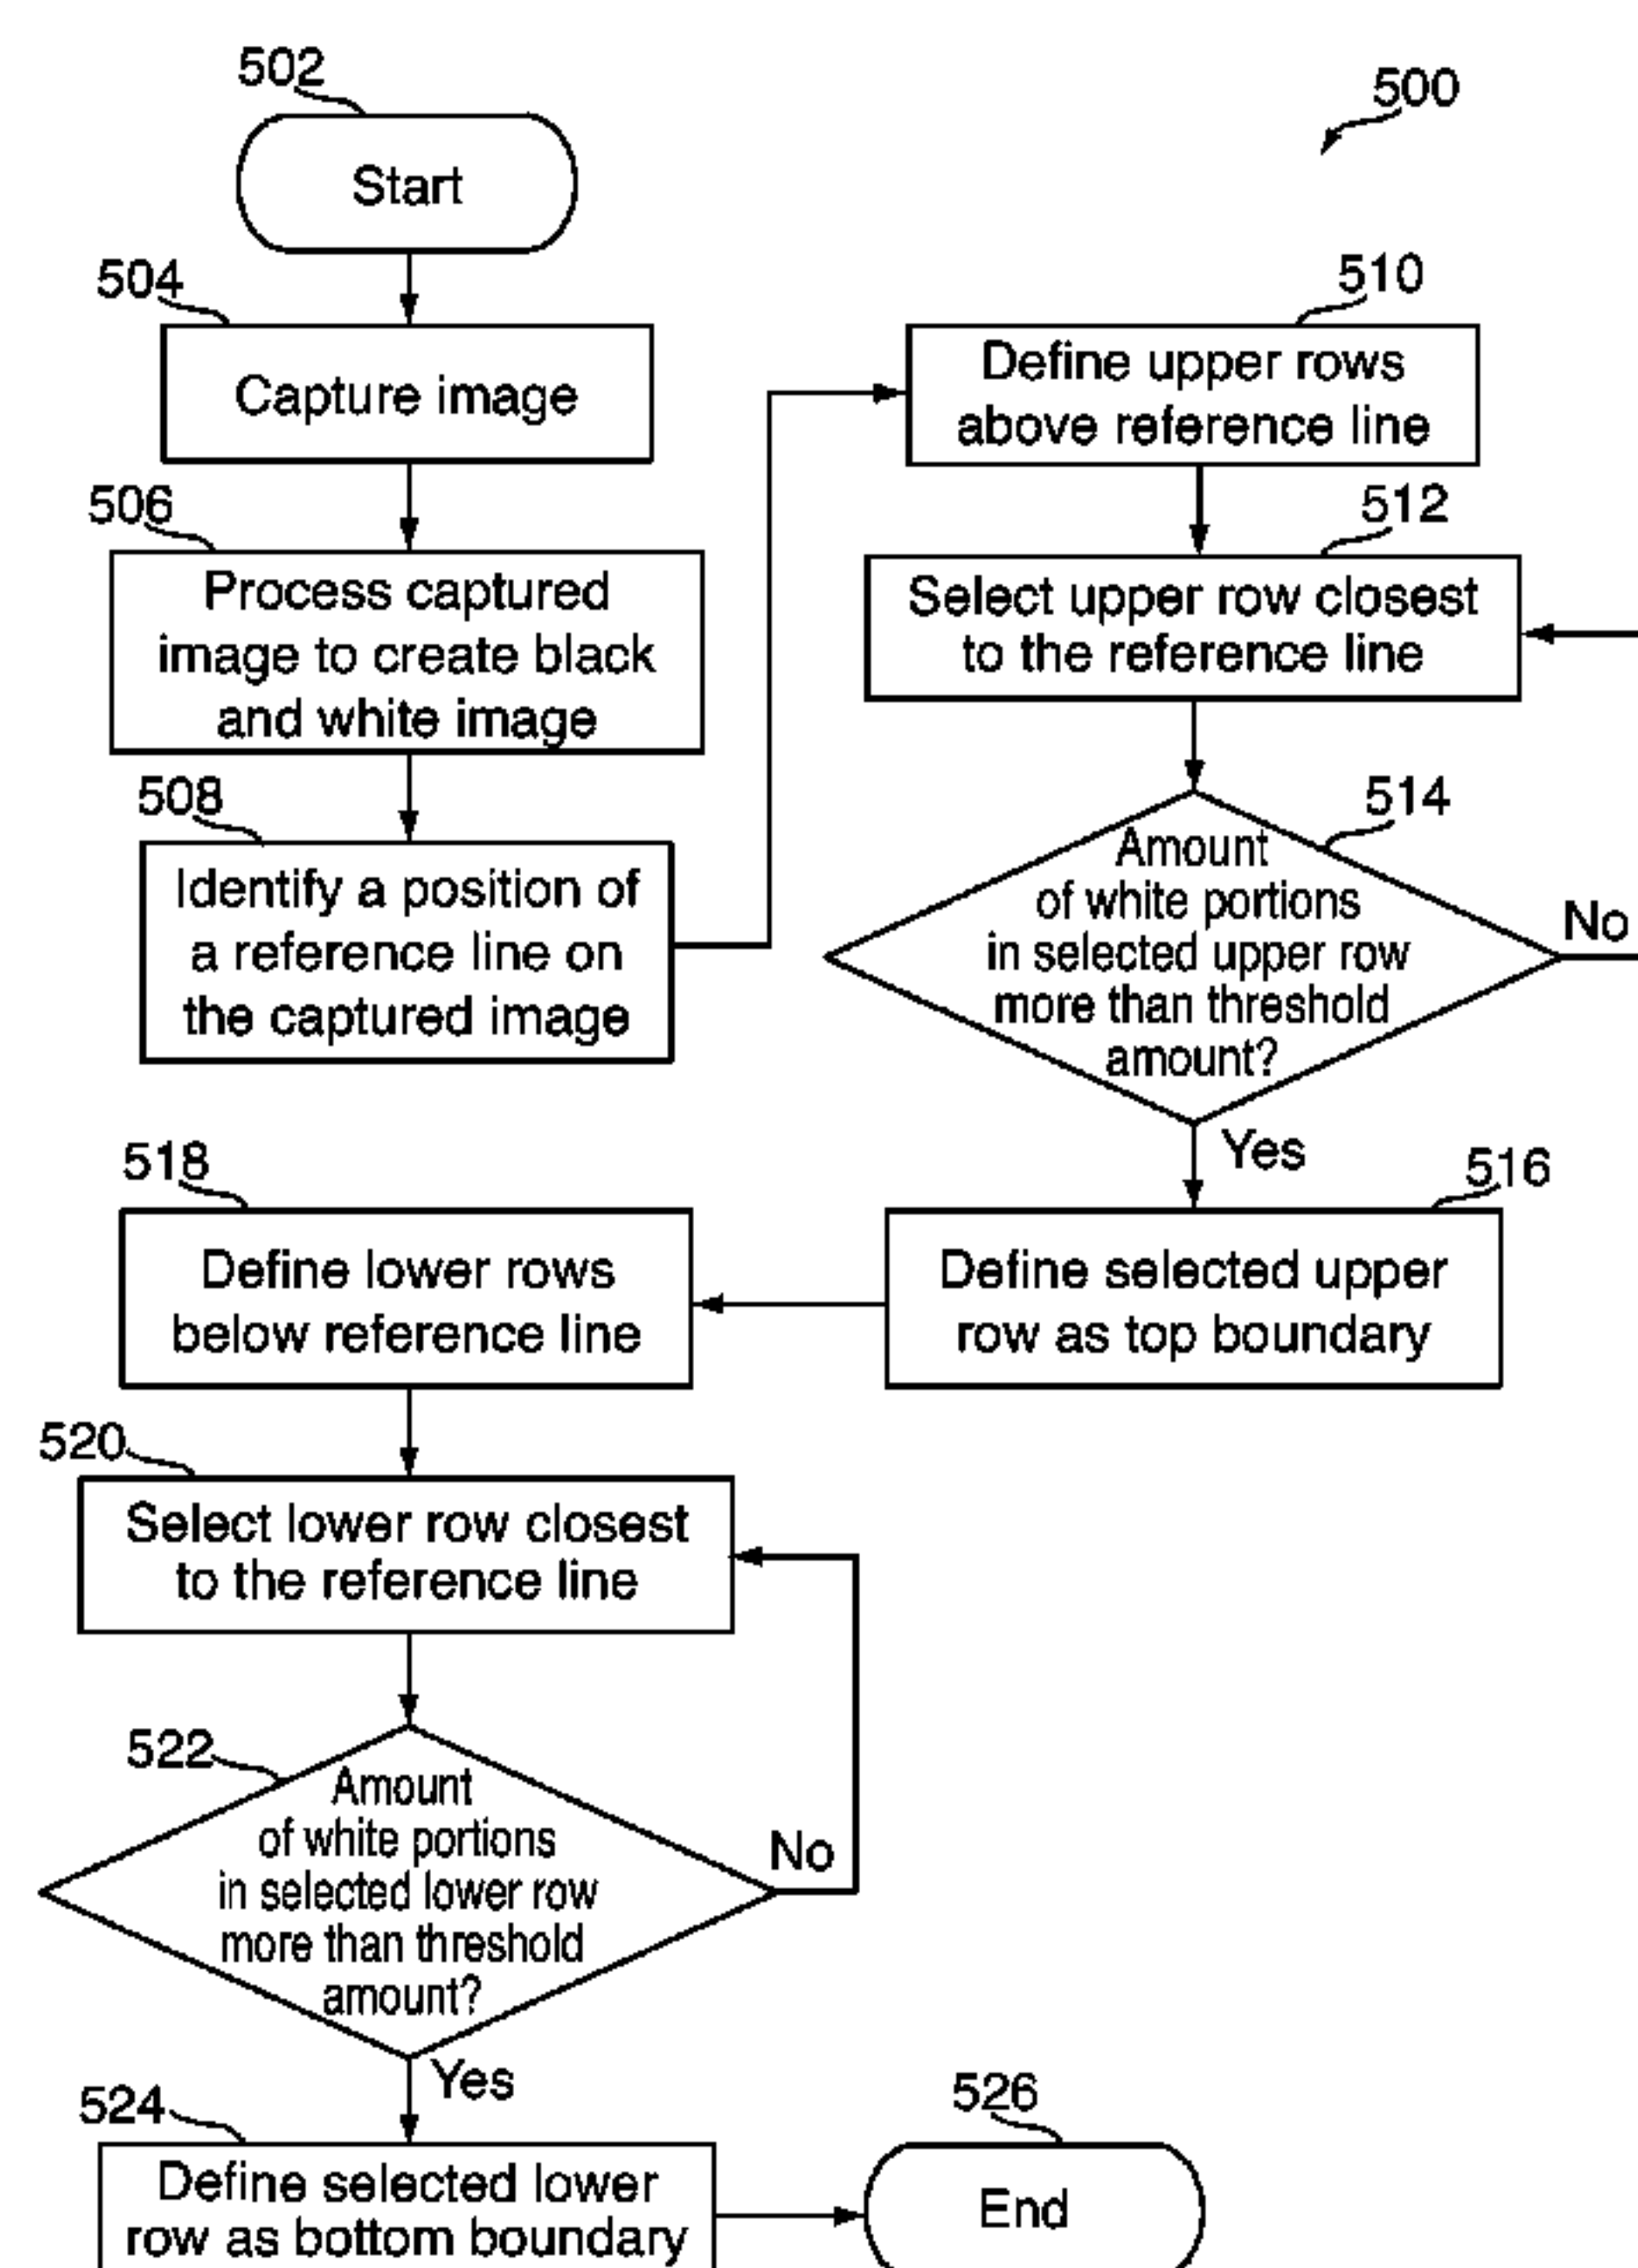 502
Start
500
504
Capture image
506
Process captured
image to create black
and white image
508
Identify a position of
a reference line on
the captured image
510
Define upper rows
above reference line
512
Select upper row closest
to the reference line
514
Amount
of white portions
in selected upper row
more than threshold
amount?
No
Yes
516
Define selected upper
row as top boundary
518
Define lower rows
below reference line
520
Select lower row closest
to the reference line
522
Amount
of white portions
in selected lower row
more than threshold
amount?
No
Yes
524
Define selected lower
row as bottom boundary
526
End